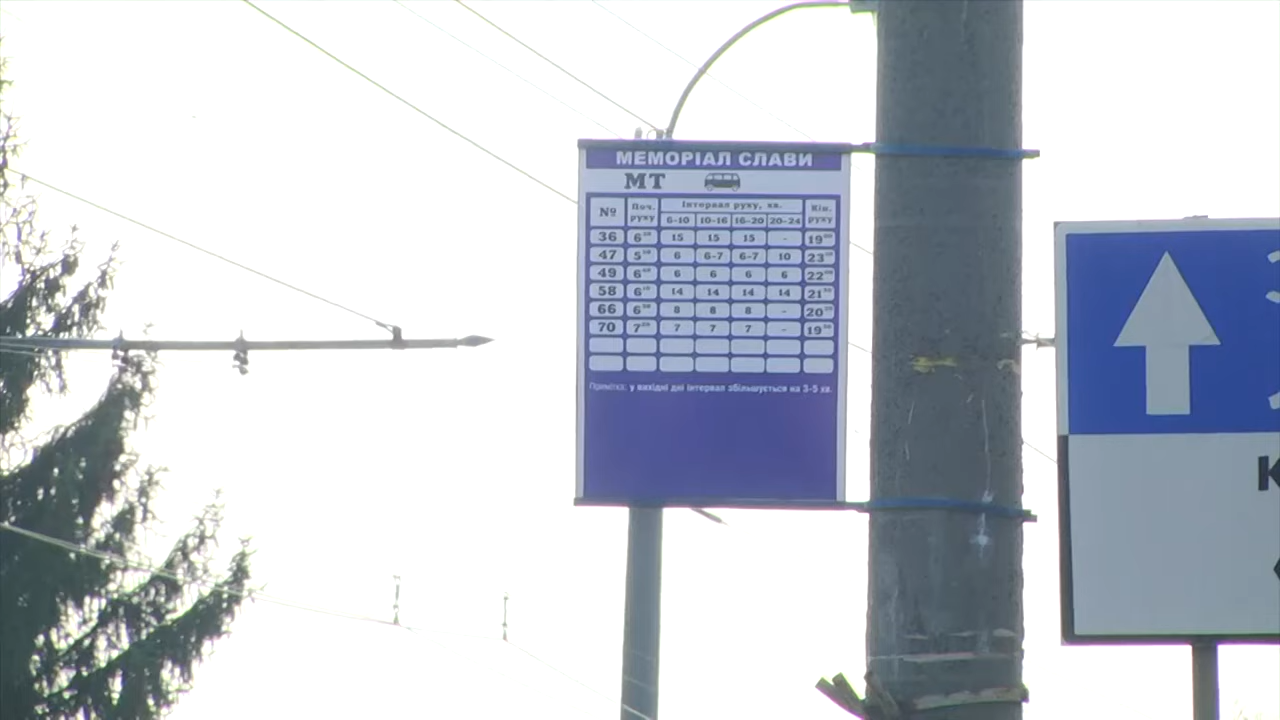 МЕМОРІАЛ СЛАВИ
МТ
№ Поч. руху Інтервал руху, хв. Кін. руху
6-10 10-16 16-20 20-24
36 6 15 15 15 - 19
47 5 6 6-7 6-7 10 23
49 6 6 6 6 6 22
58 6 14 14 14 14 21
66 6 8 8 8 - 20
70 7 7 7 7 - 19
Примітка: у вихідні дні інтервал збільшується на 3-5 хв.
К